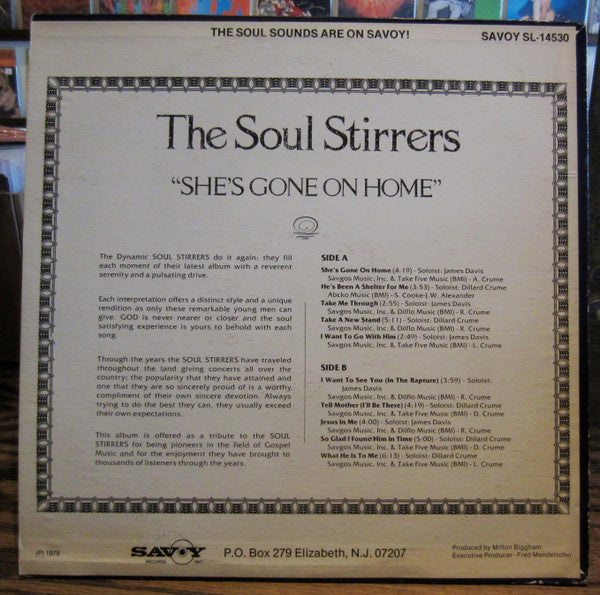 THE SOUL SOUNDS ARE ON SAVOY!
SAVOY SL-14530
The Soul Stirrers
"SHE'S GONE ON HOME"
The Dynamic SOUL STIRRERS do it again; they fill
each moment of their latest album with a reverent
serenity and a pulsating drive.
Each interpretation offers a distinct style and a unique
rendition as only these remarkable young men can
give. GOD is never nearer or closer and the soul
satisfying experience is yours to behold with each
song.
Through the years the SOUL STIRRERS have traveled
throughout the land giving concerts all over the
country; the popularity that they have attained and
one that they are so sincerely proud of is a worthy
compliment of their own sincere devotion. Always
trying to do the best they can, they usually exceed
their own expectations.
This album is offered as a tribute to the SOUL
STIRRERS for being pioneers in the field of Gospel
Music and for the enjoyment they have brought to
thousands of listeners through the years.
SIDE A
She's Gone On Home (4:19) - Soloist: James Davis
Savgos Music, Inc. & Take Five Music (BMI) - A. Crume
He's Been A Shelter For Me (3:53) - Soloist: Dillard Crume
Abcko Music (BMI) - S. Cooke-J.W. Alexander
Take Me Through (2:55) - Soloist: James Davis
Savgos Music, Inc. & Dilflo Music (BMI) - R. Crume
Take A New Stand (5:11) - Soloist: Dillard Crume
Savgos Music, Inc. & Dilflo Music (BMI) - R. Crume
I Want To Go With Him (2:49) - Soloist: James Davis
Savgos Music, Inc. & Take Five Music (BMI) - L. Crume
SIDE B
I Want To See You (In The Rapture) (3:59) - Soloist:
James Davis
Savgos Music, Inc. & Dilflo Music (BMI) - R. Crume
Tell Mother (I'll Be There) (4:19) - Soloist: Dillard Crume
Savgos Music, Inc. & Take Five Music (BMI) - D. Crume
Jesus in Me (4:00) - Soloist: James Davis
Savgos Music, Inc. & Dilflo Music (BMI) - R. Crume
So Glad I Found Him In Time (5:00) - Soloist: Dillard Crume
Savgos Music, Inc. & Take Five Music (BMI) - D. Crume
What He Is To Me (6:13) - Soloist: Dillard Crume
Savgos Music, Inc. & Take Five Music (BMI) - L. Crume
(P) 1979
SAVOY
RECORDS INC.
P.O. Box 279 Elizabeth, N.J. 07207
Produced by Milton Biggham
Executive Producer - Fred Mendelsohn